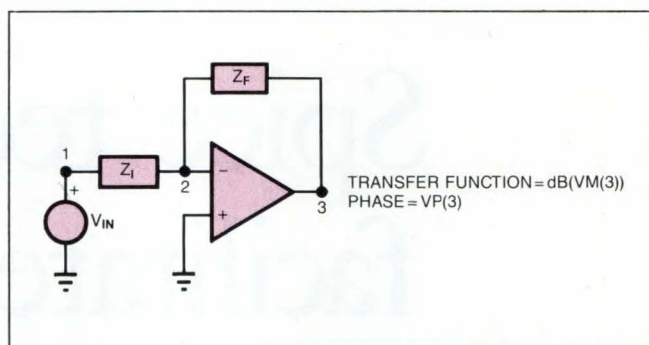 Z_F
1
Z_I
2
−
+
3
+
V_IN
TRANSFER FUNCTION=dB(VM(3))
PHASE=VP(3)